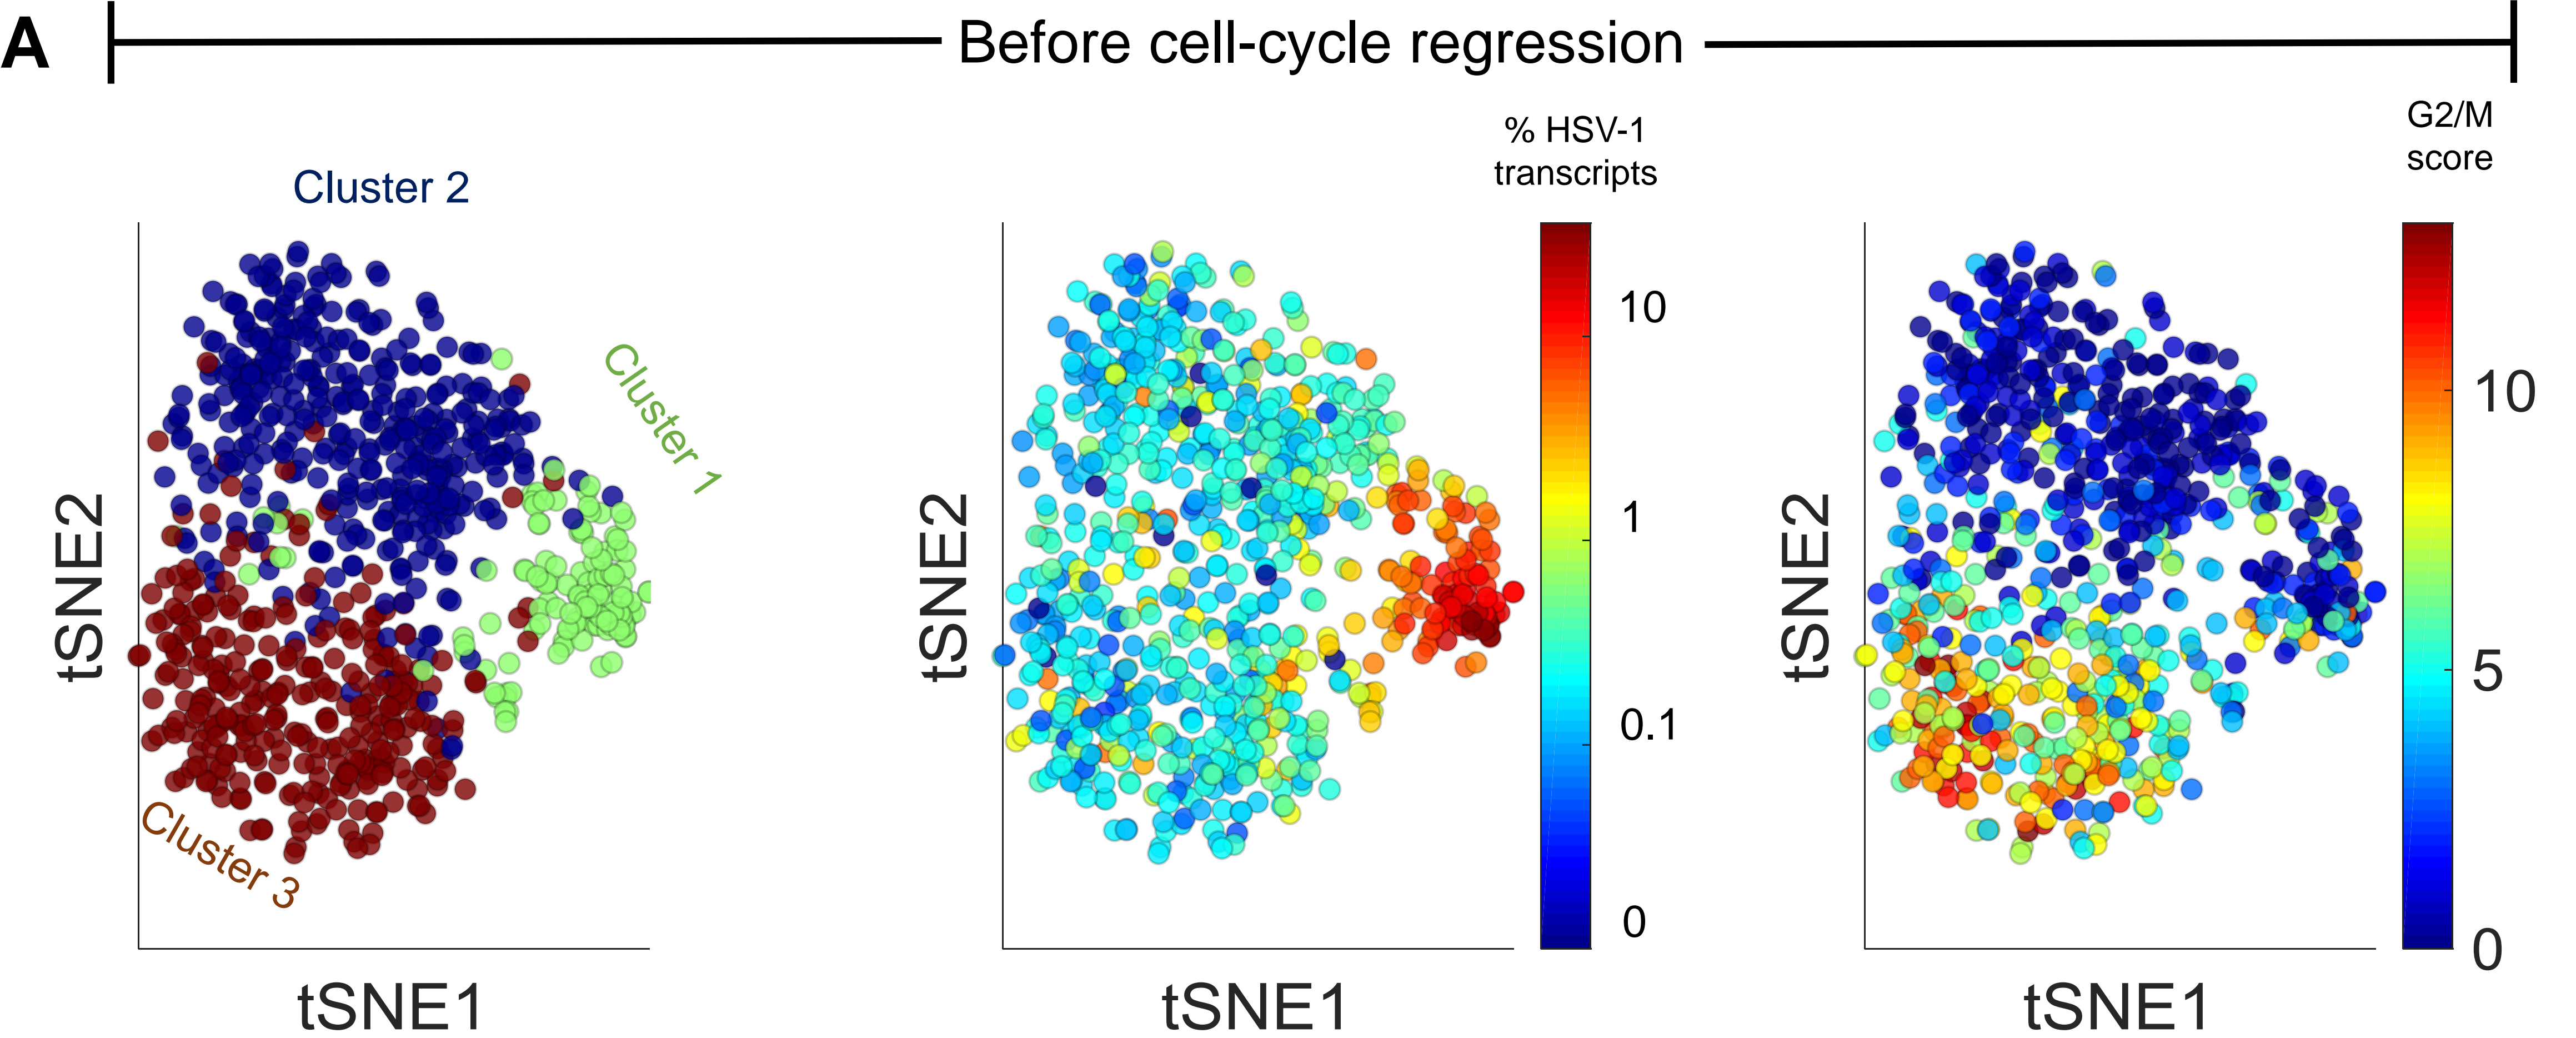 A
Before cell-cycle regression
Cluster 2
Cluster 1
Cluster 3
tSNE2
tSNE1
% HSV-1
transcripts
10
1
0.1
0
tSNE2
tSNE1
G2/M
score
10
5
0
tSNE2
tSNE1